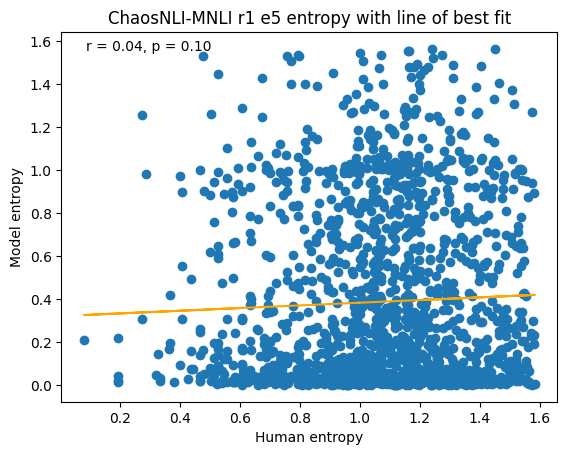 ChaosNLI-MNLI r1 e5 entropy with line of best fit
r = 0.04, p = 0.10
1.6
1.4
1.2
1.0
0.8
0.6
0.4
0.2
0.0
Model entropy
0.2 0.4 0.6 0.8 1.0 1.2 1.4 1.6
Human entropy